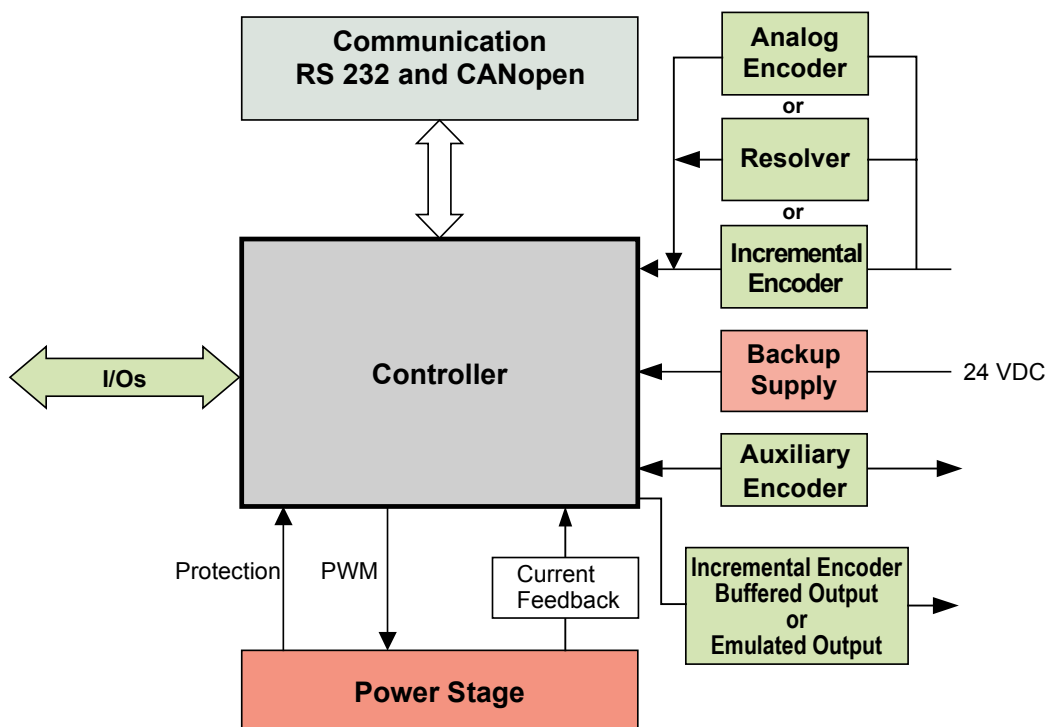 Communication
RS 232 and CANopen
Analog
Encoder
or
Resolver
or
Incremental
Encoder
I/Os
Controller
Backup
Supply
24 VDC
Auxiliary
Encoder
Protection
PWM
Current
Feedback
Incremental Encoder
Buffered Output
or
Emulated Output
Power Stage